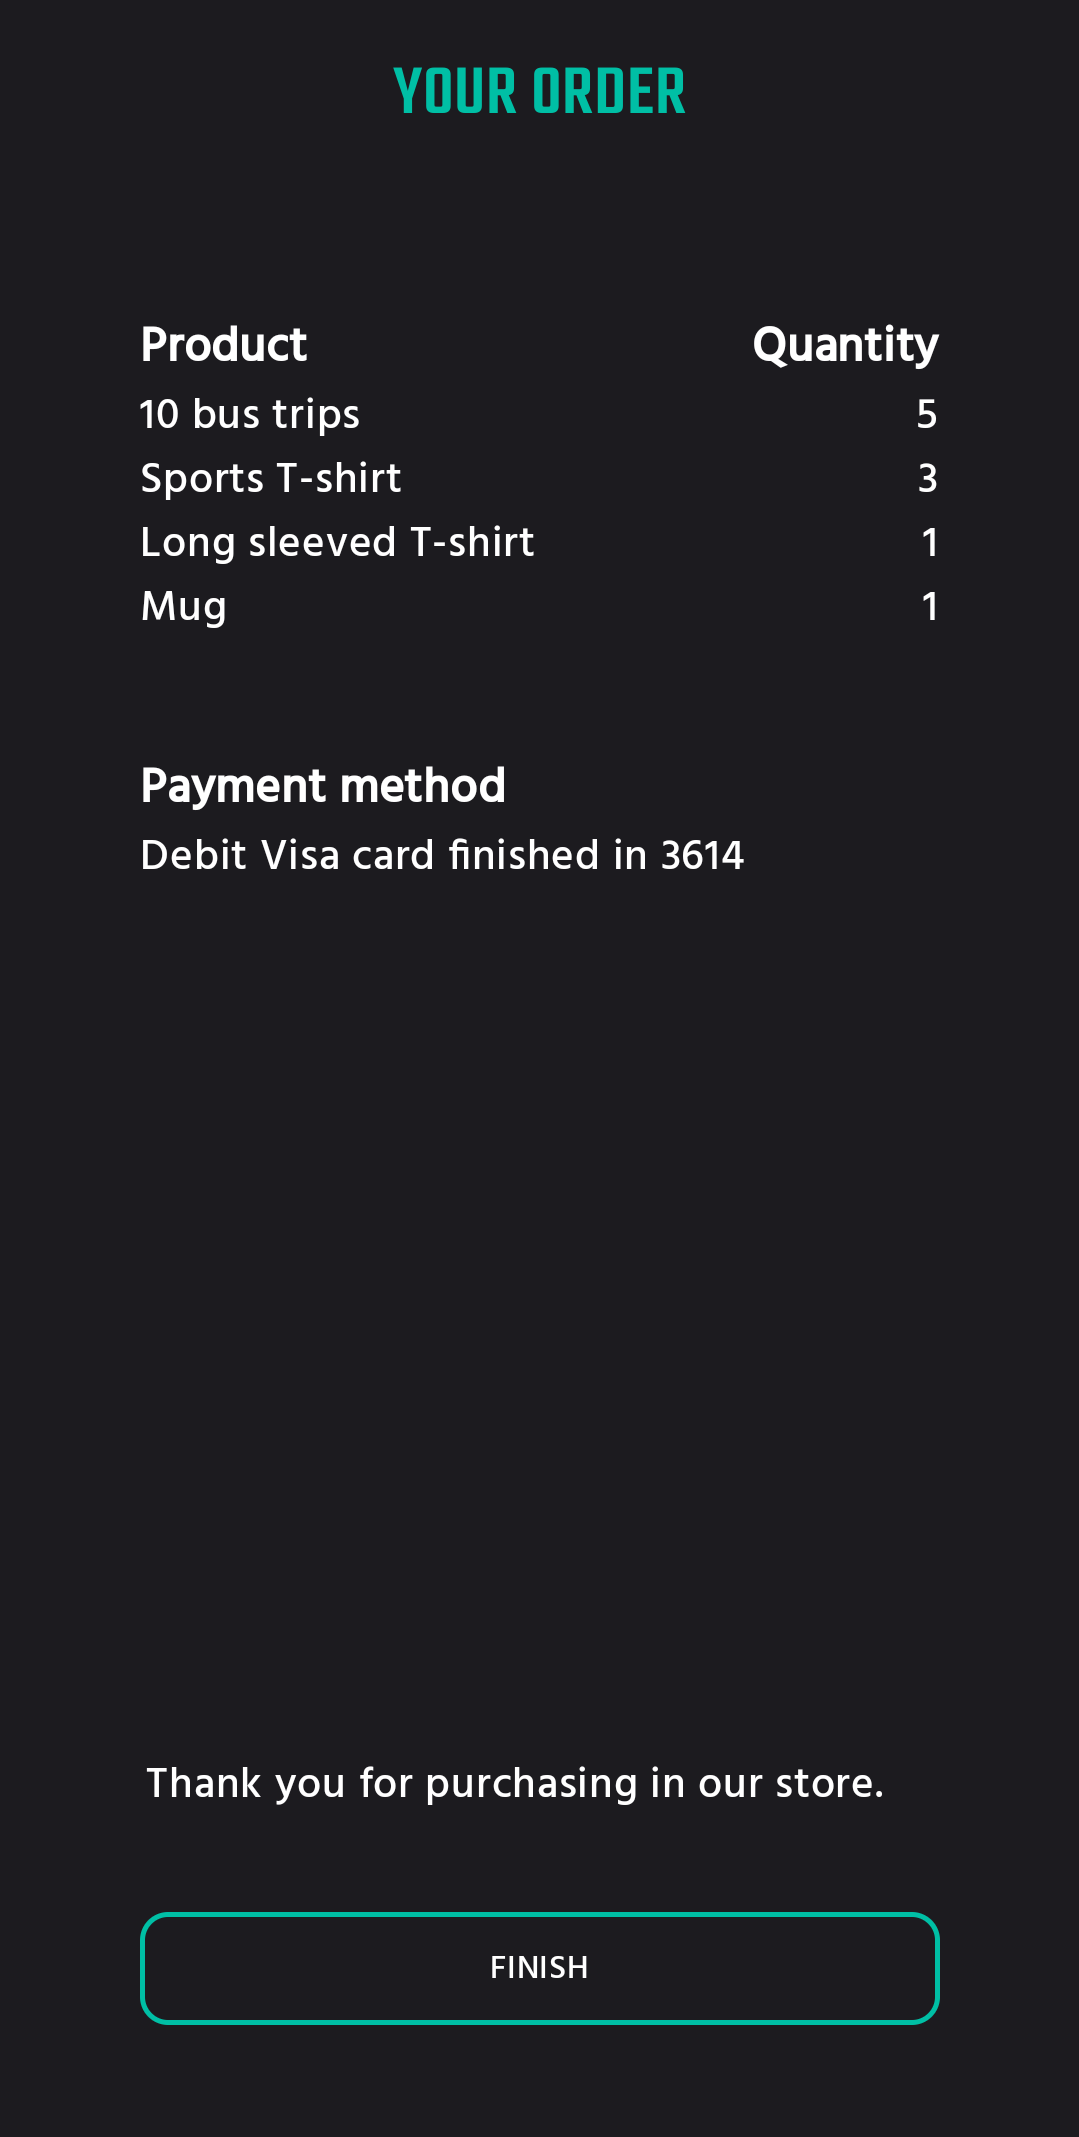 YOUR ORDER
Product Quantity
10 bus trips 5
Sports T-shirt 3
Long sleeved T-shirt 1
Mug 1
Payment method
Debit Visa card finished in 3614
Thank you for purchasing in our store.
FINISH